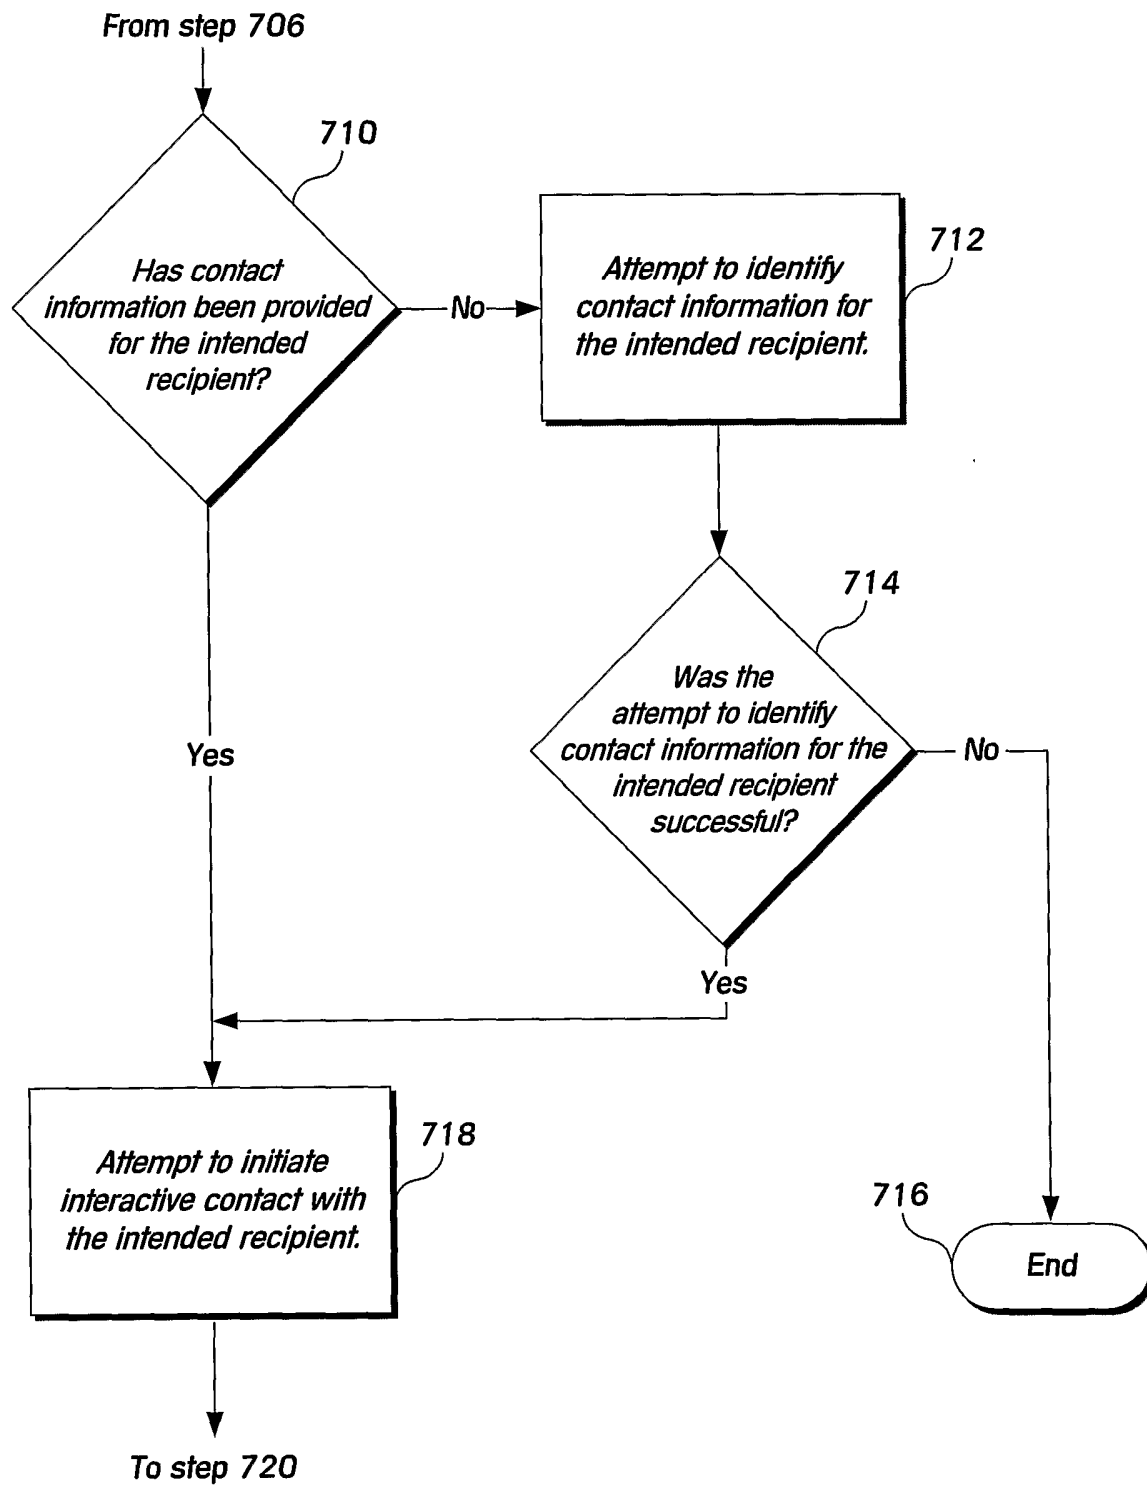 From step 706
710
Has contact
information been provided
for the intended
recipient?
No
Attempt to identify
contact information for
the intended recipient.
712
714
Was the
attempt to identify
contact information for the
intended recipient
successful?
No
Yes
Yes
Attempt to initiate
interactive contact with
the intended recipient.
718
716
End
To step 720